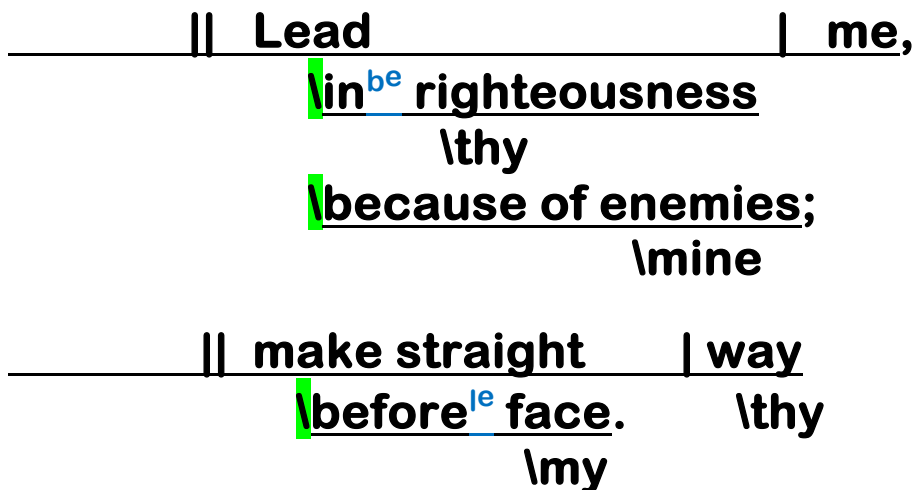 || Lead | me,
\in be righteousness
\thy
\because of enemies;
\mine
|| make straight | way
\before le face. \thy
\my